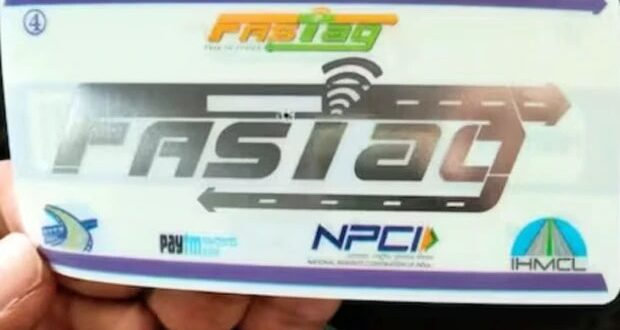 ④
FASTag
FASTag
Paytm
NPCI
NATIONAL PAYMENTS CORPORATION OF INDIA
IHMCL